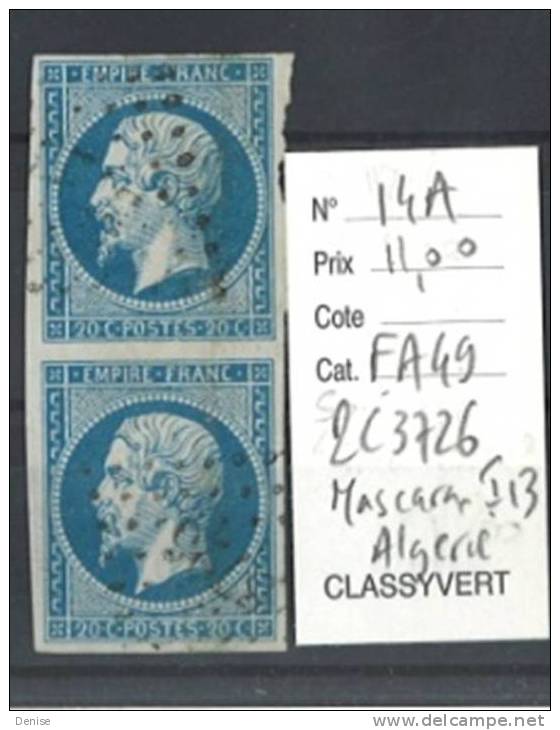 EMPIRE FRANC
20 C · POSTES · 20 C
EMPIRE FRANC
20 C · POSTES · 20 C
N° 14A
Prix 11,00
Cote
Cat. FA49
2C3726
Mascara I 13
Algerie
CLASSYVERT
Denise
http://www.delcampe.net